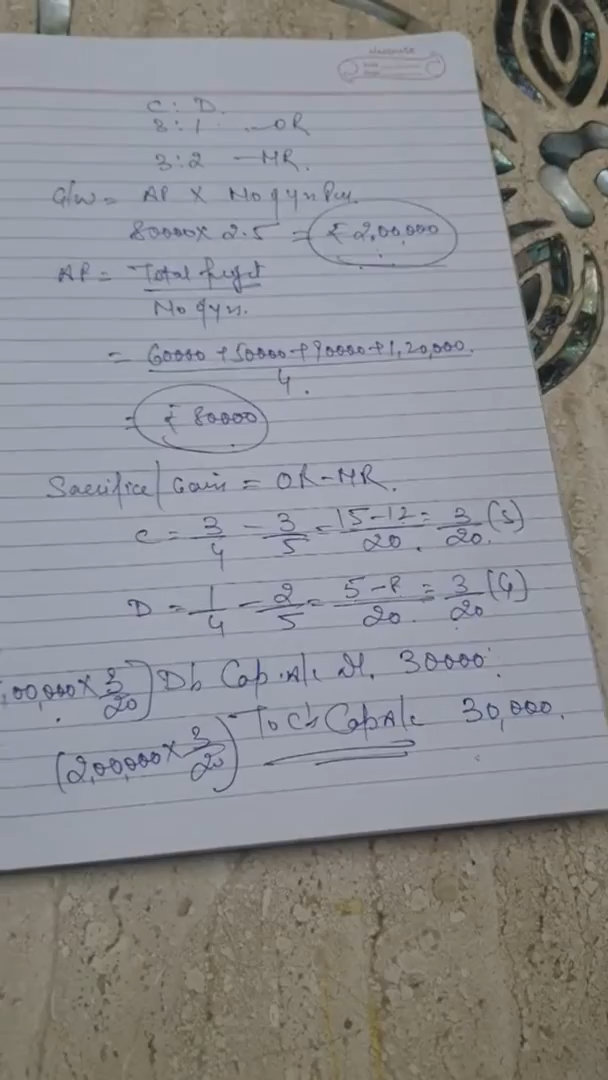 C : D
3 : 1 — OR
3 : 2 — NR.
G/w = AP × No of yrs Pur.
80000 × 2.5 = ₹ 2,00,000
AP = Total profit
No of yrs.
= 60000 + 50000 + 90000 + 1,20,000
4.
= ₹ 80000
Sacrifice/Gain = OR - NR.
C = 3/4 - 3/5 = 15-12/20 = 3/20 (S)
D = 1/4 - 2/5 = 5-8/20 = 3/20 (G)
,00,000 × 3/20) D's Cap. A/c Dr. 30000
(2,00,000 × 3/20) To C's Cap A/c 30,000.